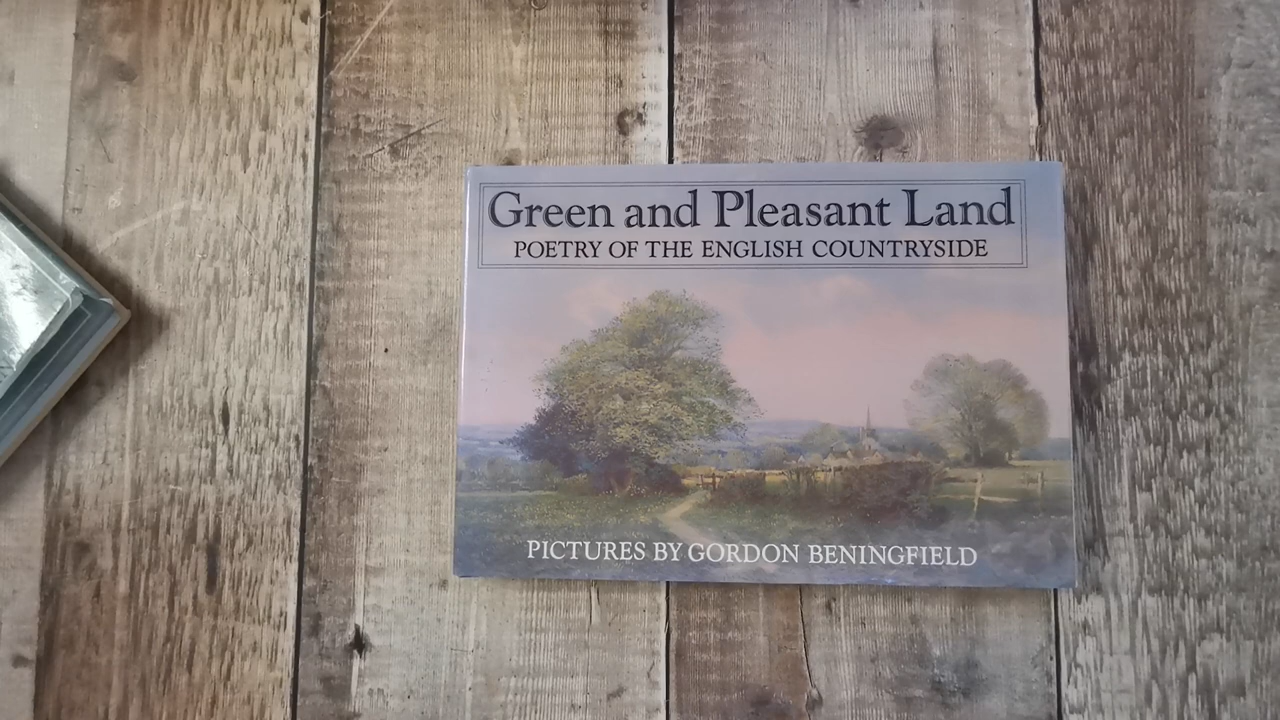 Green and Pleasant Land
POETRY OF THE ENGLISH COUNTRYSIDE
PICTURES BY GORDON BENINGFIELD